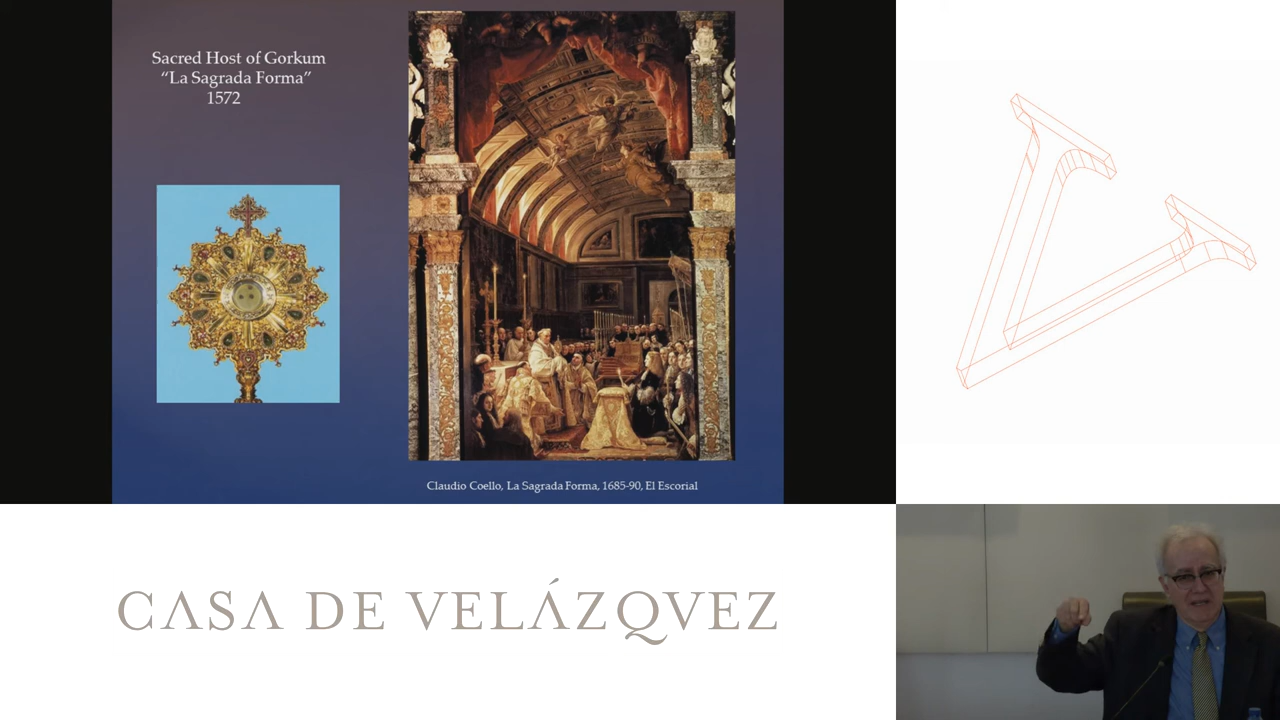 Sacred Host of Gorkum
“La Sagrada Forma”
1572
Claudio Coello, La Sagrada Forma, 1685-90, El Escorial
CASA DE VELÁZQVEZ